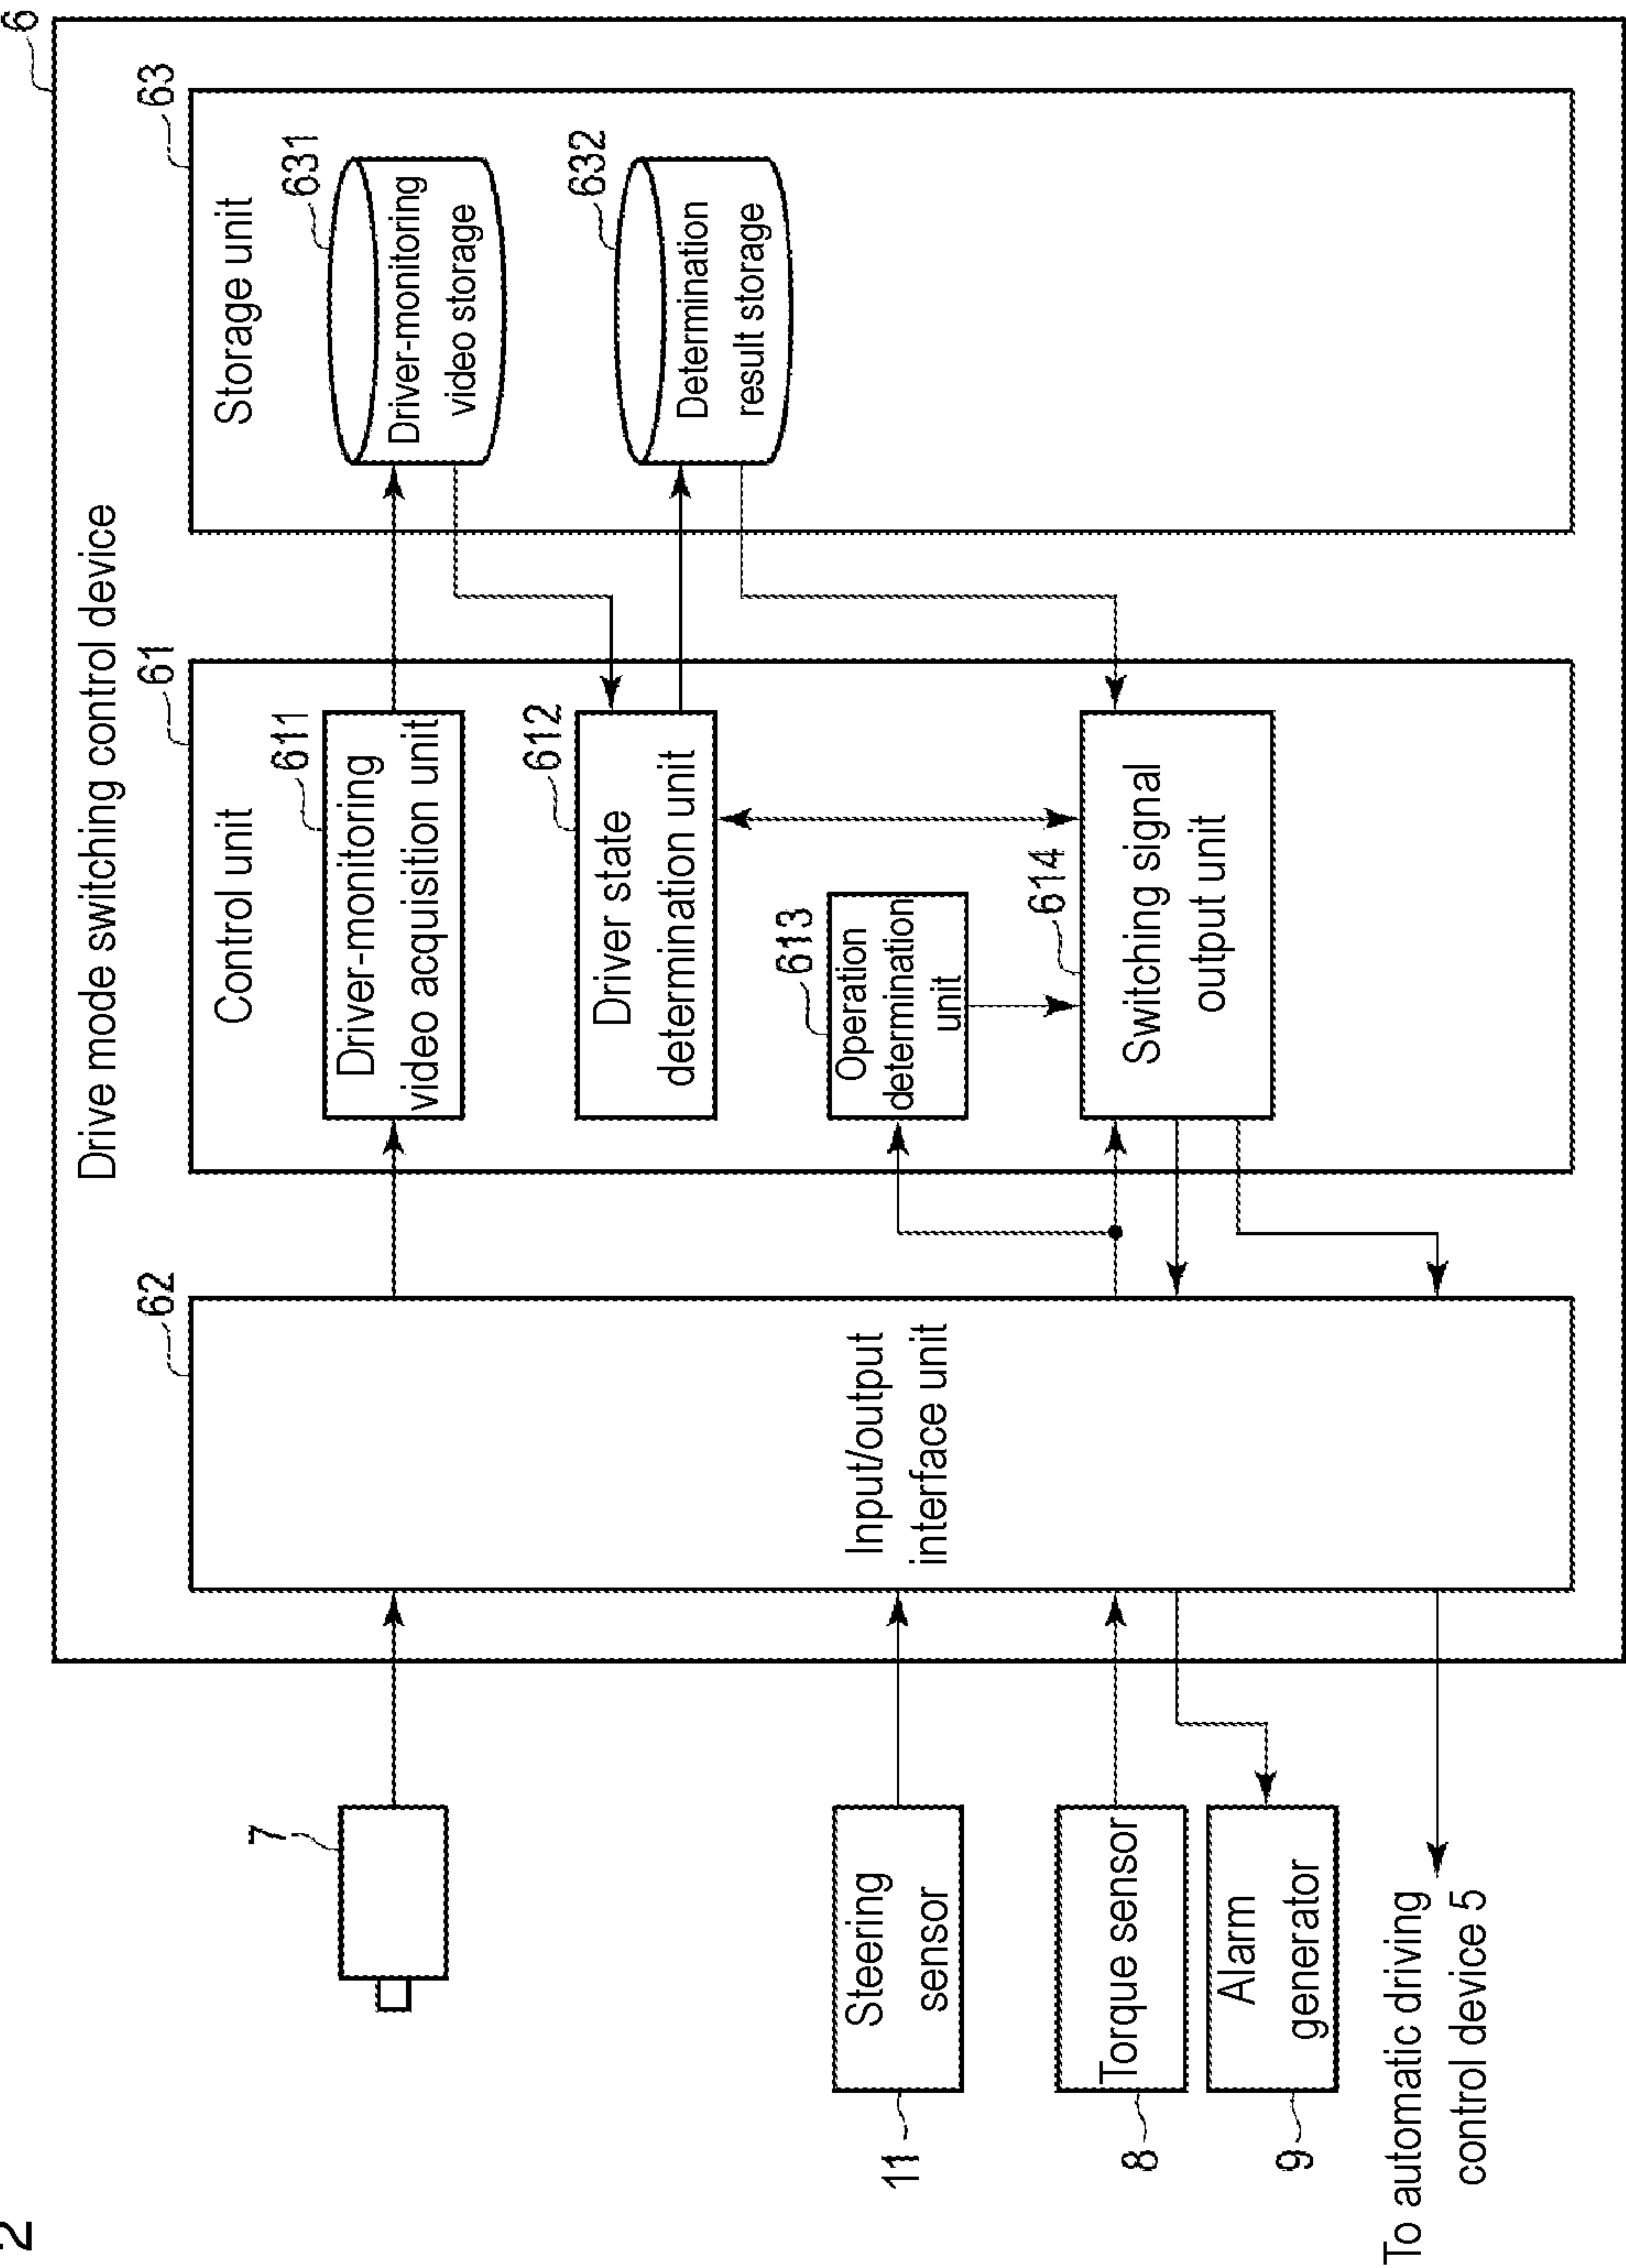 2
6
Drive mode switching control device
62
Input/output
interface unit
61
Control unit
611
Driver-monitoring
video acquisition unit
612
Driver state
determination unit
613
Operation
determination
unit
614
Switching signal
output unit
63
Storage unit
631
Driver-monitoring
video storage
632
Determination
result storage
7
11
Steering
sensor
8
Torque sensor
9
Alarm
generator
To automatic driving
control device 5